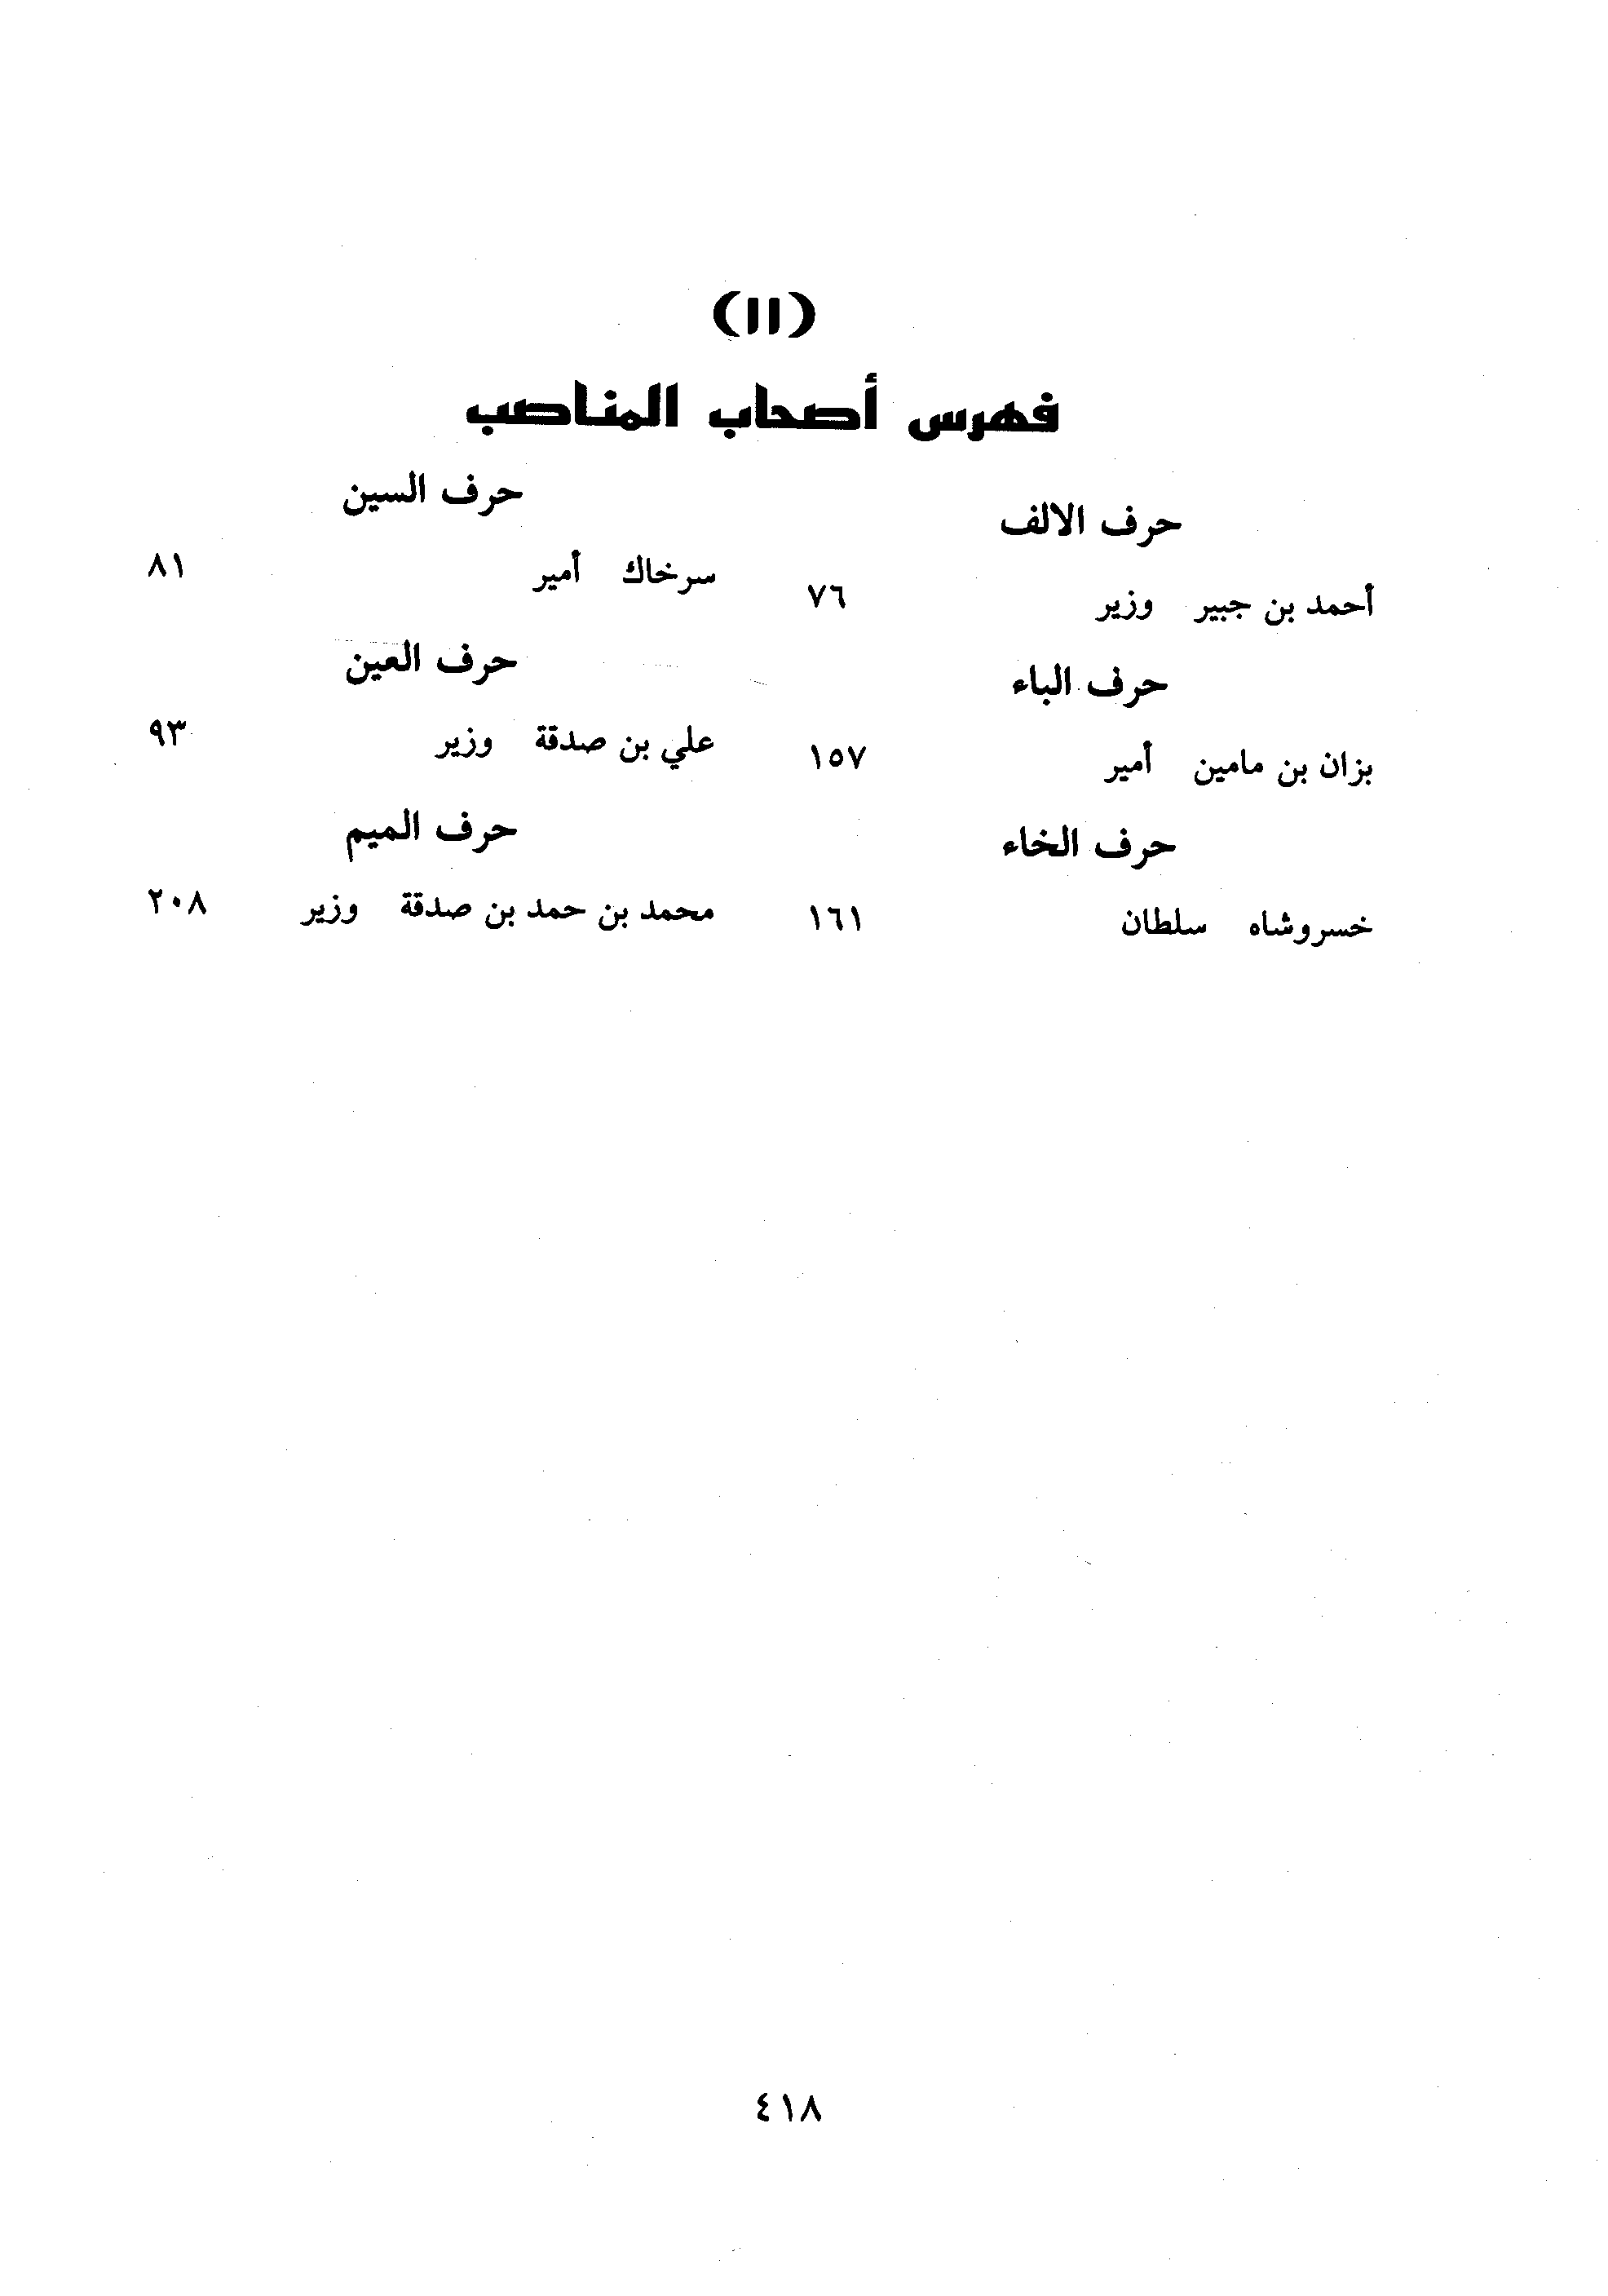 (١١)
فهرس أصحاب المناصب
حرف الالف
أحمد بن جبير وزير ٧٦
حرف الباء
بزان بن مامين أمير ١٥٧
حرف الخاء
خسروشاه سلطان ١٦١
حرف السين
سرخاك أمير ٨١
حرف العين
علي بن صدقة وزير ٩٣
حرف الميم
محمد بن حمد بن صدقة وزير ٢٠٨
٤١٨